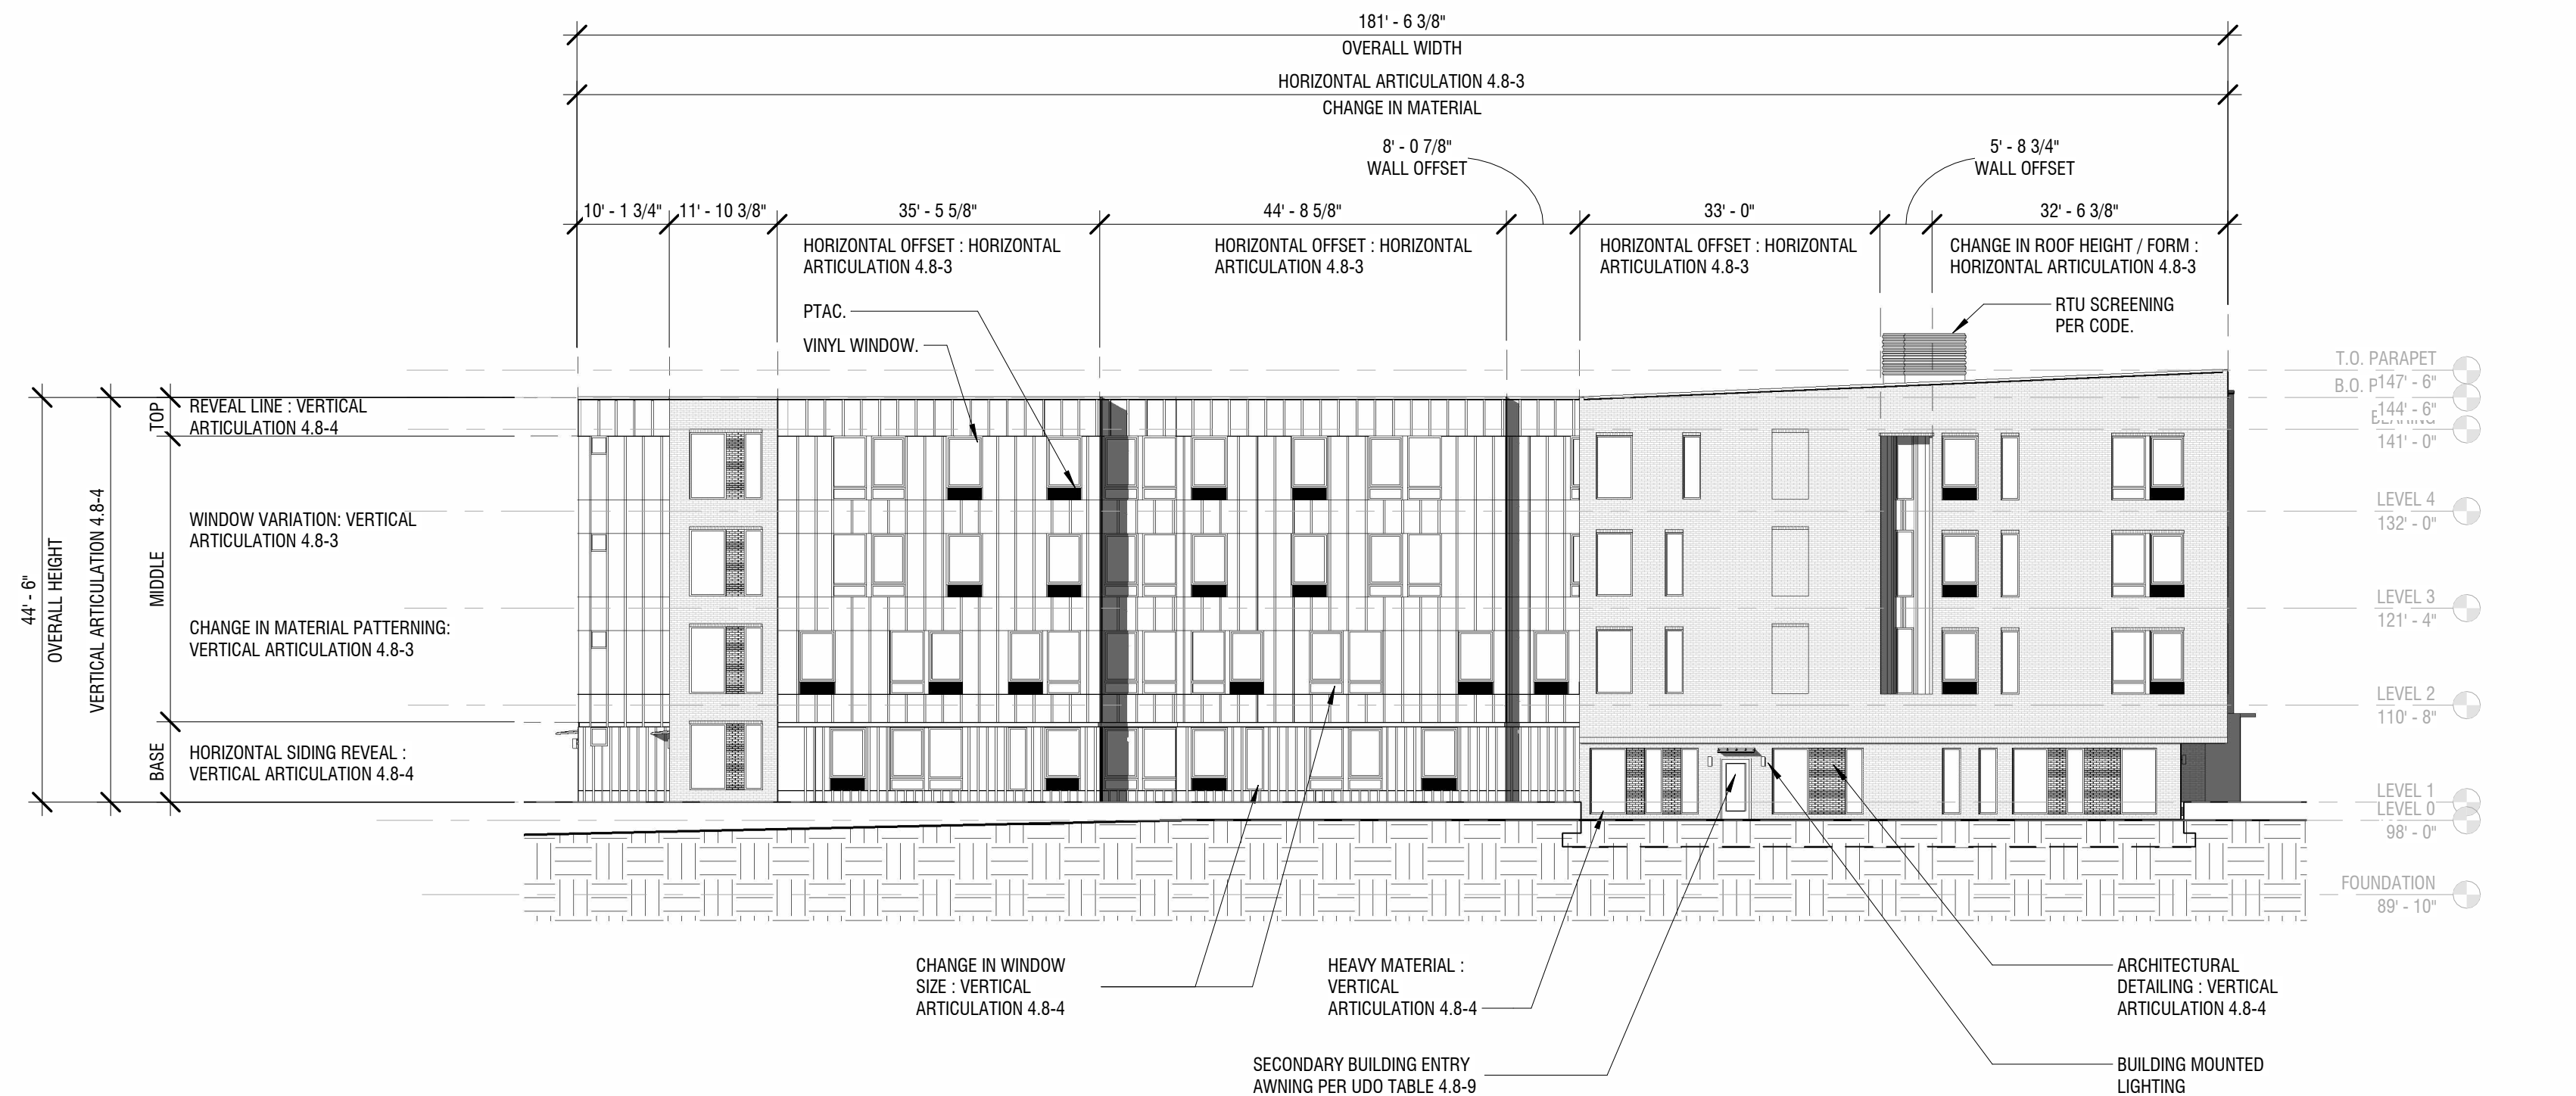 181' - 6 3/8"
OVERALL WIDTH
HORIZONTAL ARTICULATION 4.8-3
CHANGE IN MATERIAL
8' - 0 7/8"
WALL OFFSET
5' - 8 3/4"
WALL OFFSET
10' - 1 3/4"
11' - 10 3/8"
35' - 5 5/8"
44' - 8 5/8"
33' - 0"
32' - 6 3/8"
HORIZONTAL OFFSET : HORIZONTAL
ARTICULATION 4.8-3
HORIZONTAL OFFSET : HORIZONTAL
ARTICULATION 4.8-3
HORIZONTAL OFFSET : HORIZONTAL
ARTICULATION 4.8-3
CHANGE IN ROOF HEIGHT / FORM :
HORIZONTAL ARTICULATION 4.8-3
PTAC.
VINYL WINDOW.
RTU SCREENING
PER CODE.
44' - 6"
OVERALL HEIGHT
VERTICAL ARTICULATION 4.8-4
TOP
MIDDLE
BASE
REVEAL LINE : VERTICAL
ARTICULATION 4.8-4
WINDOW VARIATION: VERTICAL
ARTICULATION 4.8-3
CHANGE IN MATERIAL PATTERNING:
VERTICAL ARTICULATION 4.8-3
HORIZONTAL SIDING REVEAL :
VERTICAL ARTICULATION 4.8-4
T.O. PARAPET
147' - 6"
B.O. P
144' - 6"
BEARING
141' - 0"
LEVEL 4
132' - 0"
LEVEL 3
121' - 4"
LEVEL 2
110' - 8"
LEVEL 1
LEVEL 0
98' - 0"
FOUNDATION
89' - 10"
CHANGE IN WINDOW
SIZE : VERTICAL
ARTICULATION 4.8-4
HEAVY MATERIAL :
VERTICAL
ARTICULATION 4.8-4
SECONDARY BUILDING ENTRY
AWNING PER UDO TABLE 4.8-9
ARCHITECTURAL
DETAILING : VERTICAL
ARTICULATION 4.8-4
BUILDING MOUNTED
LIGHTING